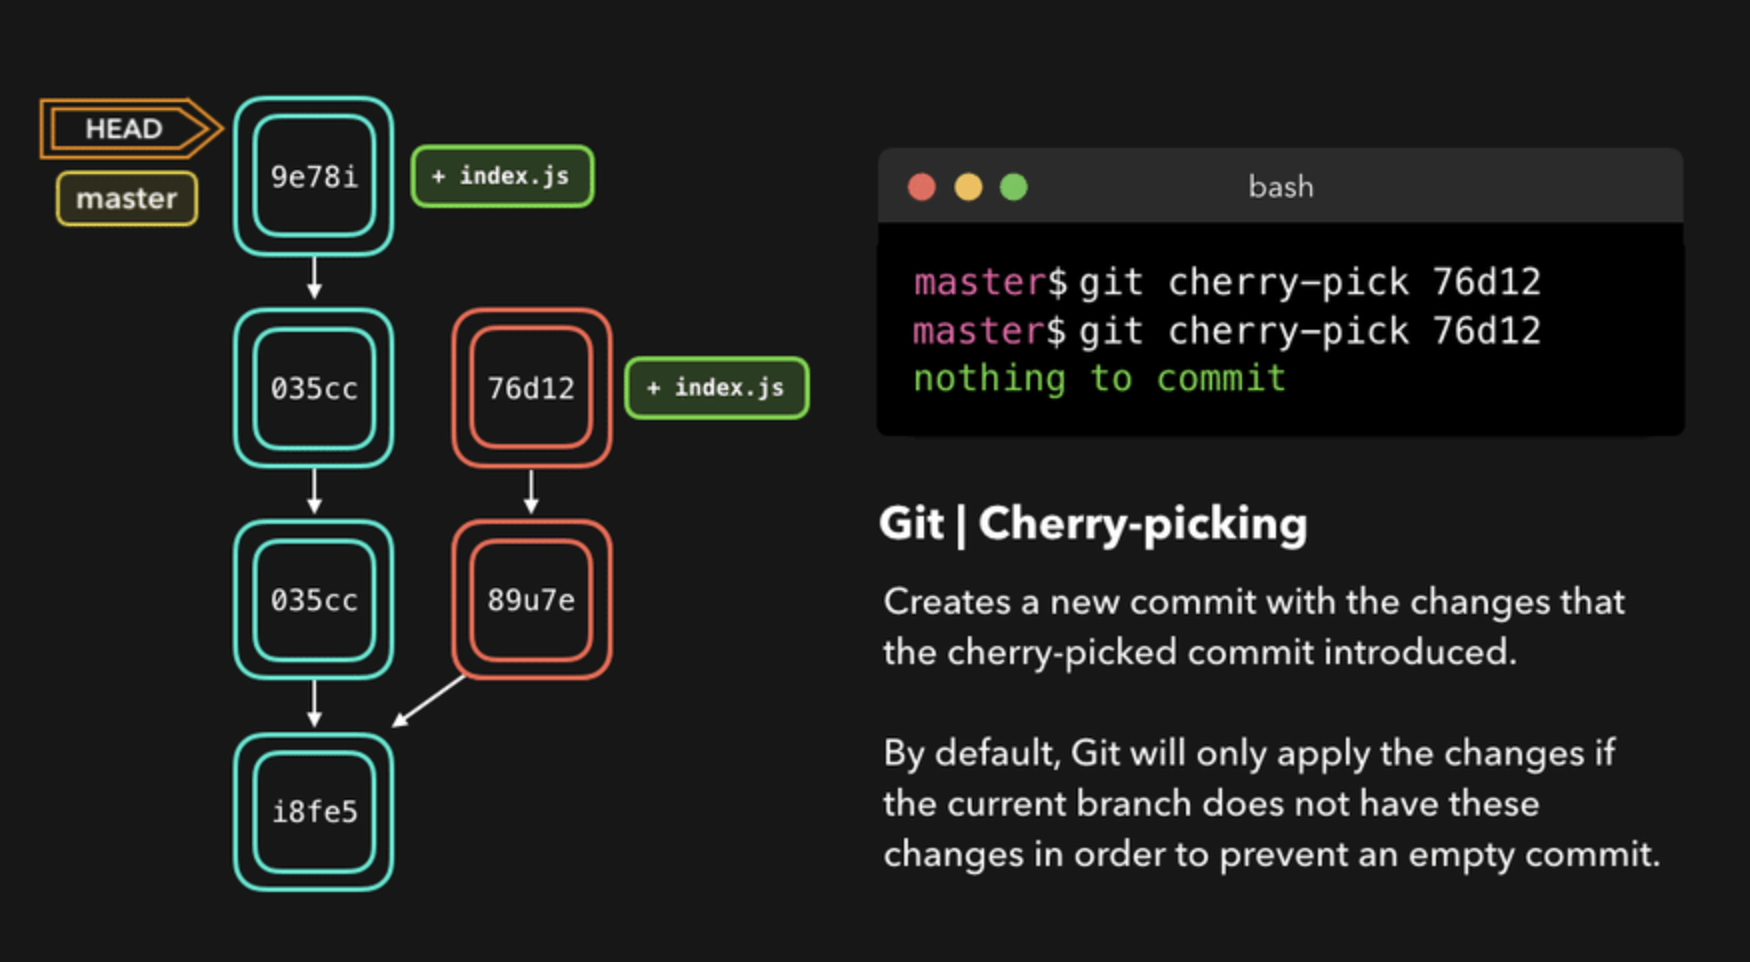 HEAD
master
9e78i
+ index.js
035cc
76d12
+ index.js
035cc
89u7e
i8fe5
bash
master$ git cherry-pick 76d12
master$ git cherry-pick 76d12
nothing to commit
Git | Cherry-picking
Creates a new commit with the changes that
the cherry-picked commit introduced.
By default, Git will only apply the changes if
the current branch does not have these
changes in order to prevent an empty commit.